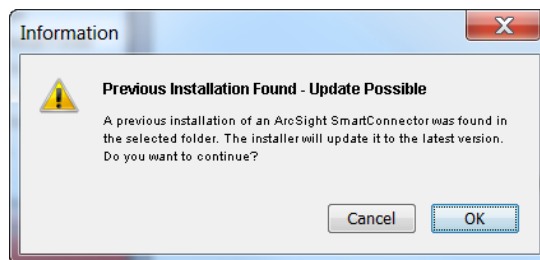 Information
Previous Installation Found - Update Possible
A previous installation of an ArcSight SmartConnector was found in
the selected folder. The installer will update it to the latest version.
Do you want to continue?
Cancel
OK